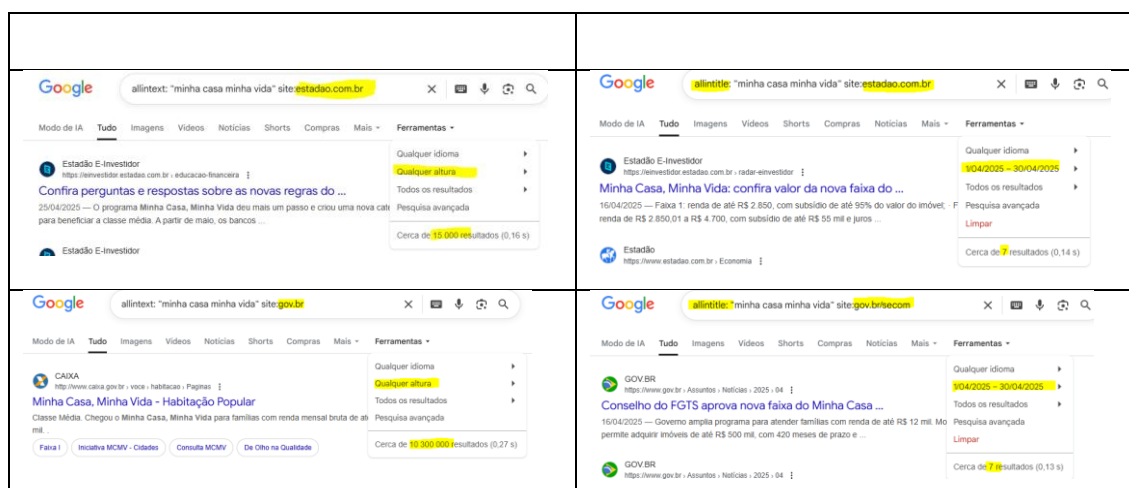 Google
allintext: "minha casa minha vida" site:estadao.com.br
Modo de IA Tudo Imagens Vídeos Notícias Shorts Compras Mais Ferramentas
Qualquer idioma
Qualquer altura
Todos os resultados
Pesquisa avançada
Cerca de 15 000 resultados (0,16 s)
Estadão E-Investidor
https://einvestidor.estadao.com.br › educacao-financeira
Confira perguntas e respostas sobre as novas regras do ...
25/04/2025 — O programa Minha Casa, Minha Vida deu mais um passo e criou uma nova cat
para beneficiar a classe média. A partir de maio, os bancos ...
Estadão E-Investidor
Google
allintitle: "minha casa minha vida" site:estadao.com.br
Modo de IA Tudo Imagens Vídeos Shorts Compras Notícias Mais Ferramentas
Qualquer idioma
1/04/2025 – 30/04/2025
Todos os resultados
Pesquisa avançada
Limpar
Cerca de 7 resultados (0,14 s)
Estadão E-Investidor
https://einvestidor.estadao.com.br › radar-einvestidor
Minha Casa, Minha Vida: confira valor da nova faixa do ...
16/04/2025 — Faixa 1: renda de até R$ 2.850, com subsídio de até 95% do valor do imóvel; · F
renda de R$ 2.850,01 a R$ 4.700, com subsídio de até R$ 55 mil e juros ...
Estadão
https://www.estadao.com.br › Economia
Google
allintext: "minha casa minha vida" site:gov.br
Modo de IA Tudo Imagens Vídeos Notícias Shorts Compras Mais Ferramentas
Qualquer idioma
Qualquer altura
Todos os resultados
Pesquisa avançada
Cerca de 10 300 000 resultados (0,27 s)
CAIXA
http://www.caixa.gov.br › voce › habitacao › Paginas
Minha Casa, Minha Vida - Habitação Popular
Classe Média. Chegou o Minha Casa, Minha Vida para famílias com renda mensal bruta de at
mil. .
Faixa I Iniciativa MCMV - Cidades Consulta MCMV De Olho na Qualidade
Google
allintitle: "minha casa minha vida" site:gov.br/secom
Modo de IA Tudo Imagens Vídeos Notícias Shorts Compras Mais Ferramentas
Qualquer idioma
1/04/2025 – 30/04/2025
Todos os resultados
Pesquisa avançada
Limpar
Cerca de 7 resultados (0,13 s)
GOV.BR
https://www.gov.br › Assuntos › Notícias › 2025 › 04
Conselho do FGTS aprova nova faixa do Minha Casa ...
16/04/2025 — Governo amplia programa para atender famílias com renda de até R$ 12 mil. Mo
permite adquirir imóveis de até R$ 500 mil, com 420 meses de prazo e ...
GOV.BR
https://www.gov.br › Assuntos › Notícias › 2025 › 04